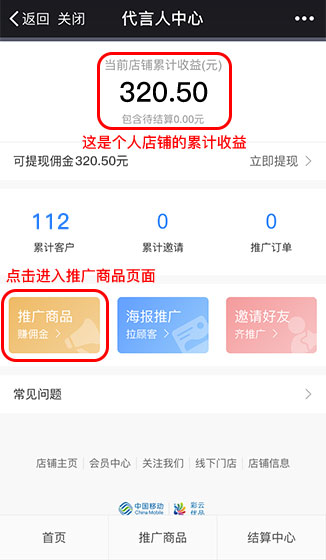 返回 关闭 代言人中心
当前店铺累计收益(元)
320.50
包含待结算0.00元
这是个人店铺的累计收益
可提现佣金320.50元 立即提现
112 0 0
累计客户 累计邀请 推广订单
点击进入推广商品页面
推广商品 海报推广 邀请好友
赚佣金 拉顾客 齐推广
常见问题
店铺主页 会员中心 关注我们 线下门店 店铺信息
中国移动 彩云
China Mobile 优品
首页 推广商品 结算中心